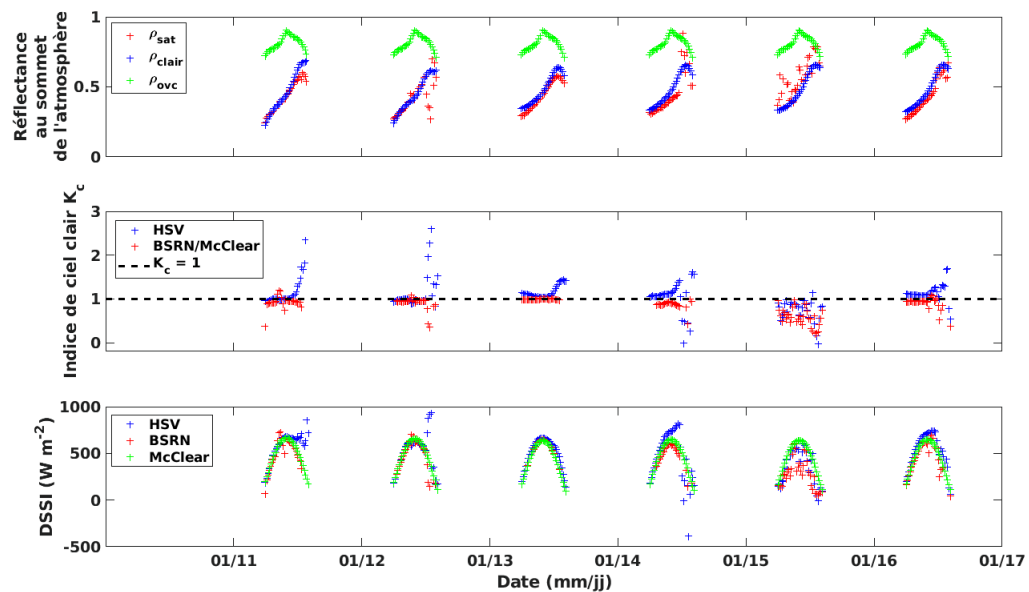 Réflectance
au sommet
de l'atmosphère
1
0.5
0
ρsat
ρclair
ρovc
Indice de ciel clair Kc
3
2
1
0
HSV
BSRN/McClear
Kc = 1
DSSI (W m-2)
1000
500
0
-500
HSV
BSRN
McClear
01/11 01/12 01/13 01/14 01/15 01/16 01/17
Date (mm/jj)